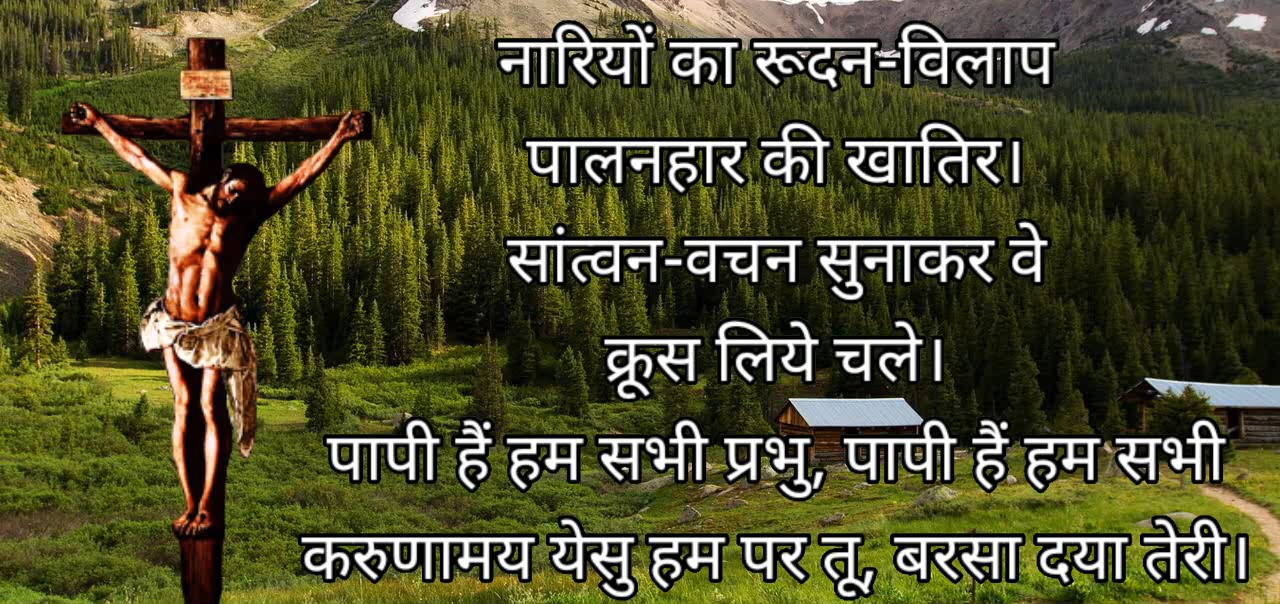 नारियों का रूदन-विलाप
पालनहार की खातिर।
सांत्वन-वचन सुनाकर वे
क्रूस लिये चले।
पापी हैं हम सभी प्रभु, पापी हैं हम सभी
करुणामय येसु हम पर तू, बरसा दया तेरी।